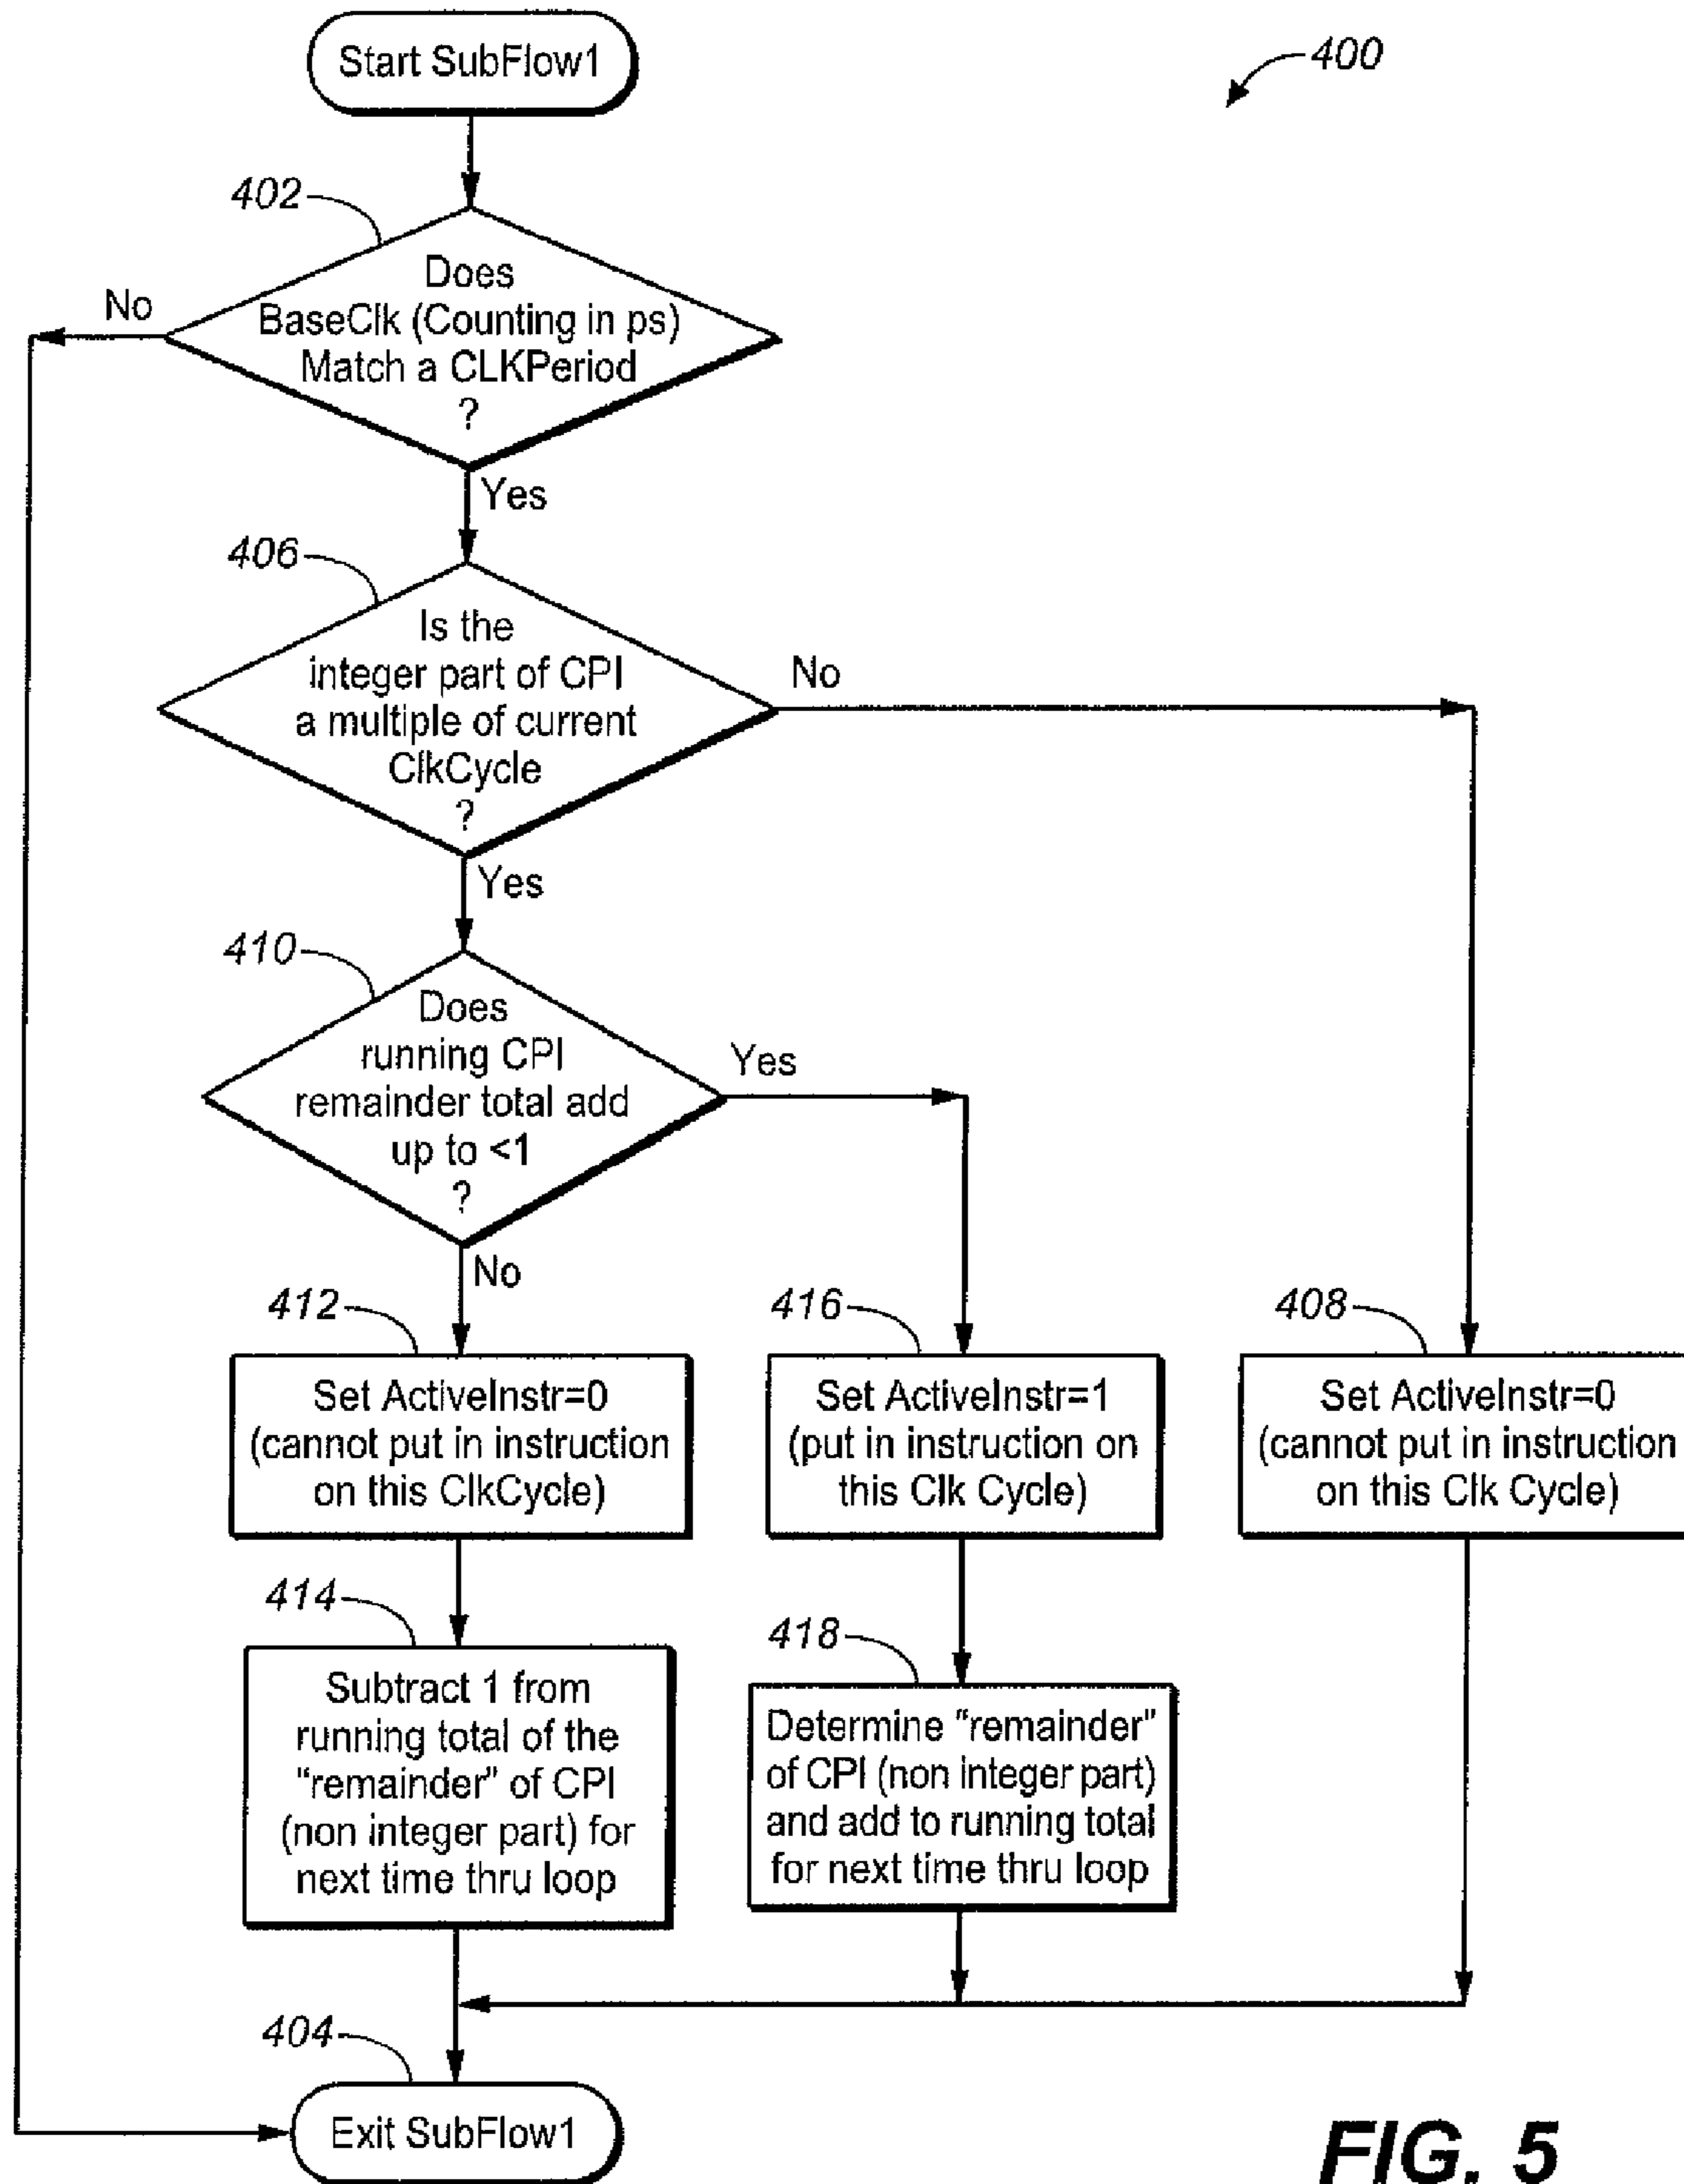 Start SubFlow1
400
402
Does
BaseClk (Counting in ps)
Match a CLKPeriod
?
No
Yes
406
Is the
integer part of CPI
a multiple of current
ClkCycle
?
No
Yes
410
Does
running CPI
remainder total add
up to <1
?
Yes
No
412
Set ActiveInstr=0
(cannot put in instruction
on this ClkCycle)
416
Set ActiveInstr=1
(put in instruction on
this Clk Cycle)
408
Set ActiveInstr=0
(cannot put in instruction
on this Clk Cycle)
414
Subtract 1 from
running total of the
"remainder" of CPI
(non integer part) for
next time thru loop
418
Determine "remainder"
of CPI (non integer part)
and add to running total
for next time thru loop
404
Exit SubFlow1
FIG. 5